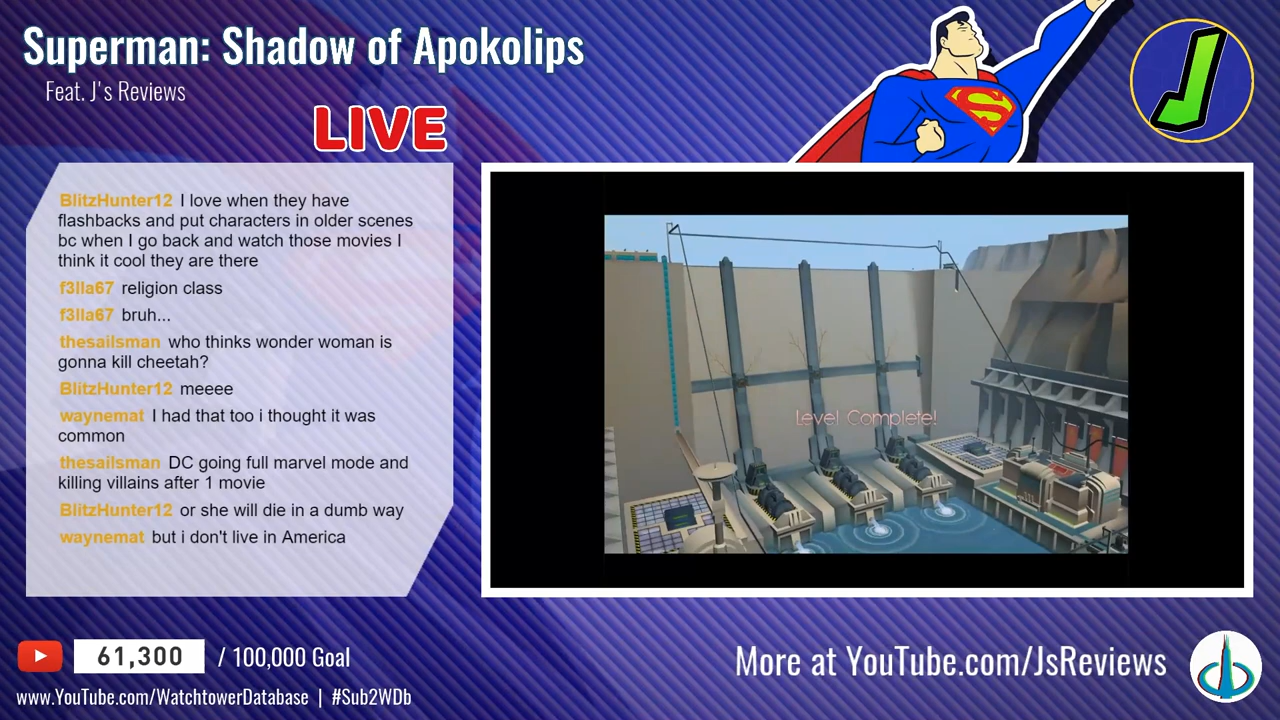 Superman: Shadow of Apokolips
Feat. J's Reviews
LIVE
BlitzHunter12 I love when they have
flashbacks and put characters in older scenes
bc when I go back and watch those movies I
think it cool they are there
f3lla67 religion class
f3lla67 bruh...
thesailsman who thinks wonder woman is
gonna kill cheetah?
BlitzHunter12 meeee
waynemat I had that too i thought it was
common
thesailsman DC going full marvel mode and
killing villains after 1 movie
BlitzHunter12 or she will die in a dumb way
waynemat but i don't live in America
S
J
Level Complete!
61,300 / 100,000 Goal
www.YouTube.com/WatchtowerDatabase | #Sub2WDb
More at YouTube.com/JsReviews